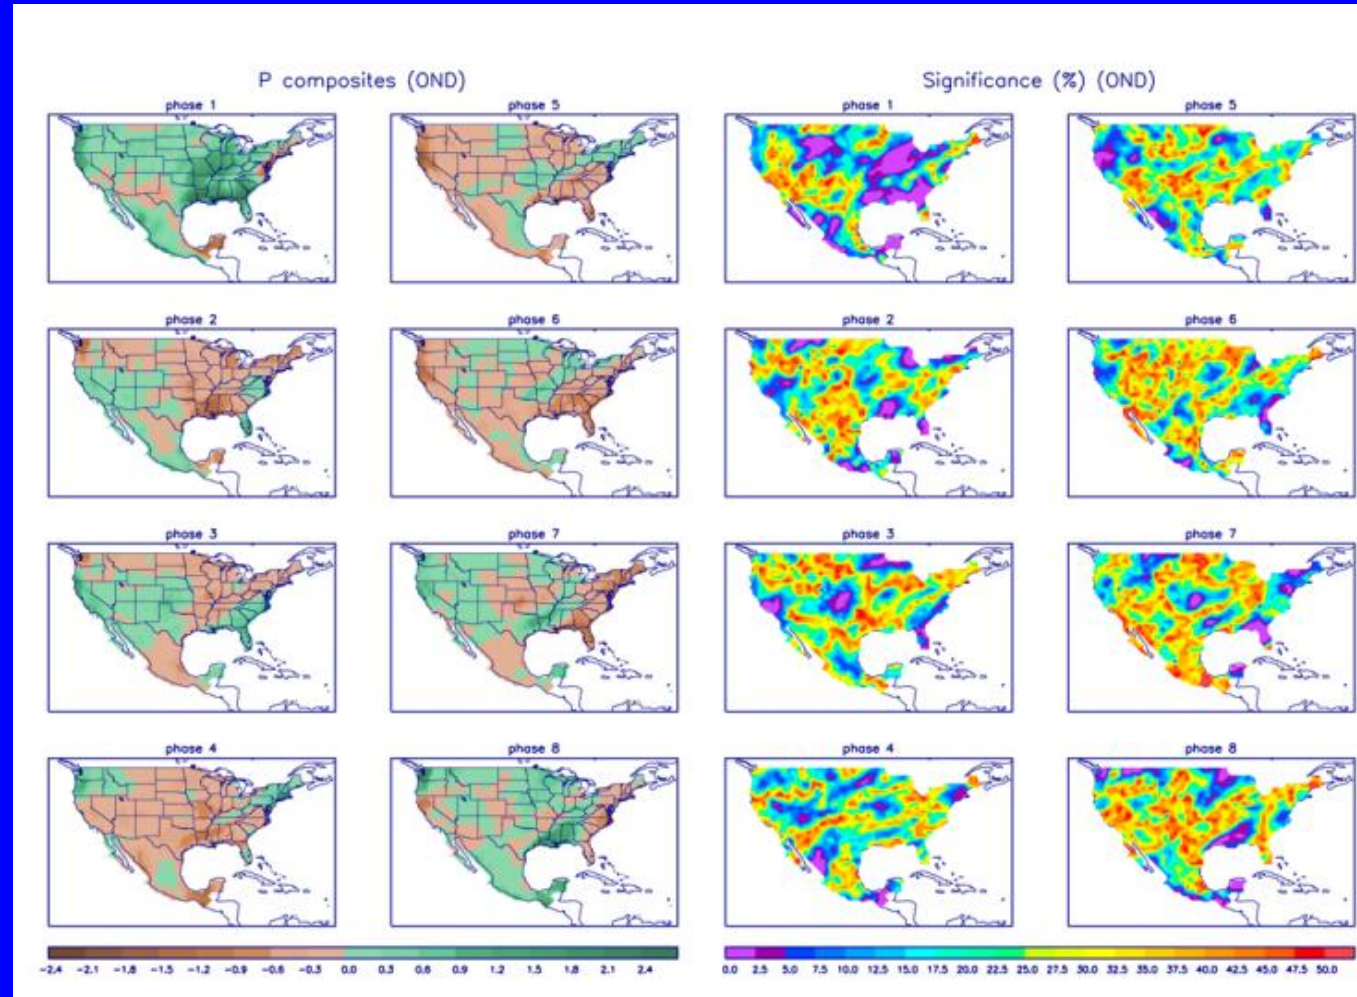 P composites (OND)
Significance (%) (OND)
phase 1
phase 5
phase 1
phase 5
phase 2
phase 6
phase 2
phase 6
phase 3
phase 7
phase 3
phase 7
phase 4
phase 8
phase 4
phase 8
−2.4 −2.1 −1.8 −1.5 −1.2 −0.9 −0.6 −0.3 0.0 0.3 0.6 0.9 1.2 1.5 1.8 2.1 2.4
0.0 2.5 5.0 7.5 10.0 12.5 15.0 17.5 20.0 22.5 25.0 27.5 30.0 32.5 35.0 37.5 40.0 42.5 45.0 47.5 50.0